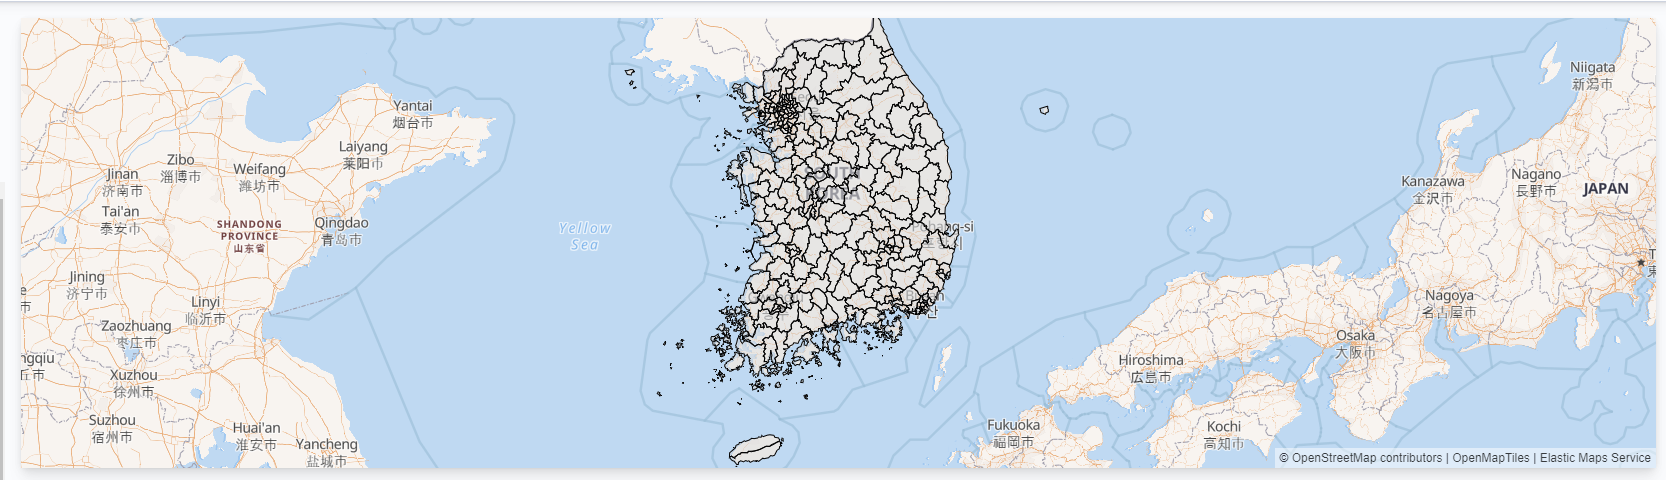 Niigata
新潟市
Yantai
烟台市
Laiyang
莱阳市
Zibo
淄博市
Weifang
潍坊市
Jinan
济南市
SOUTH
KOREA
Nagano
長野市
Kanazawa
金沢市
JAPAN
Tai'an
泰安市
Qingdao
青岛市
SHANDONG
PROVINCE
山东省
Yellow
Sea
Jining
济宁市
Linyi
临沂市
Nagoya
名古屋市
Zaozhuang
枣庄市
Osaka
大阪市
Hiroshima
広島市
Xuzhou
徐州市
Suzhou
宿州市
Huai'an
淮安市
Yancheng
盐城市
Fukuoka
福岡市
Kochi
高知市
© OpenStreetMap contributors | OpenMapTiles | Elastic Maps Service